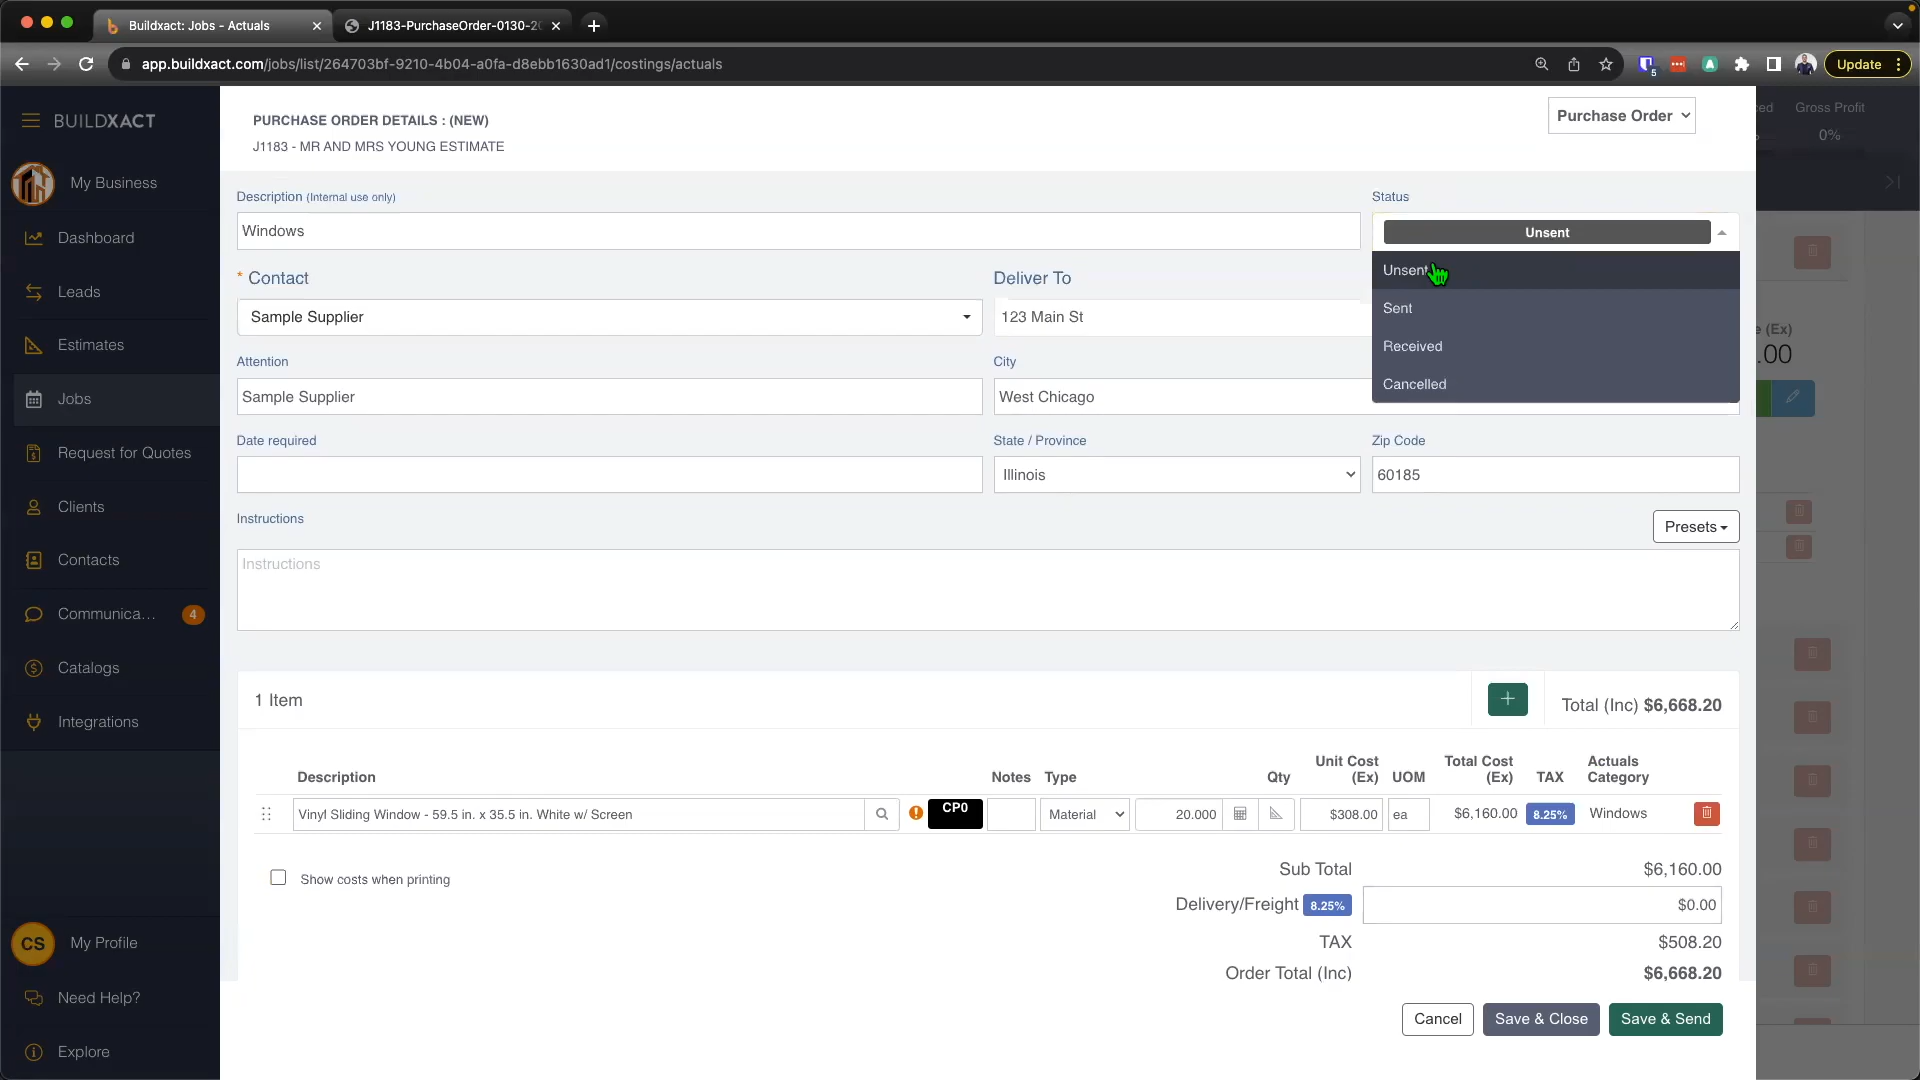 Buildxact: Jobs - Actuals
J1183-PurchaseOrder-0130-20
app.buildxact.com/jobs/list/264703bf-9210-4b04-a0fa-d8ebb1630ad1/costings/actuals
5
Update
BUILDXACT
My Business
Dashboard
Leads
Estimates
Jobs
Request for Quotes
Clients
Contacts
Communica... 4
Catalogs
Integrations
CS My Profile
Need Help?
Explore
PURCHASE ORDER DETAILS : (NEW)
J1183 - MR AND MRS YOUNG ESTIMATE
Purchase Order
Gross Profit
0%
Description (Internal use only)
Windows
Status
Unsent
Unsent
Sent
Received
Cancelled
* Contact
Sample Supplier
Deliver To
123 Main St
(Ex)
.00
Attention
Sample Supplier
City
West Chicago
Date required
State / Province
Illinois
Zip Code
60185
Instructions
Presets
Instructions
1 Item
+
Total (Inc) $6,668.20
Description Notes Type Qty Unit Cost (Ex) UOM Total Cost (Ex) TAX Actuals Category
Vinyl Sliding Window - 59.5 in. x 35.5 in. White w/ Screen CP0 Material 20.000 $308.00 ea $6,160.00 8.25% Windows
Show costs when printing
Sub Total $6,160.00
Delivery/Freight 8.25% $0.00
TAX $508.20
Order Total (Inc) $6,668.20
Cancel Save & Close Save & Send